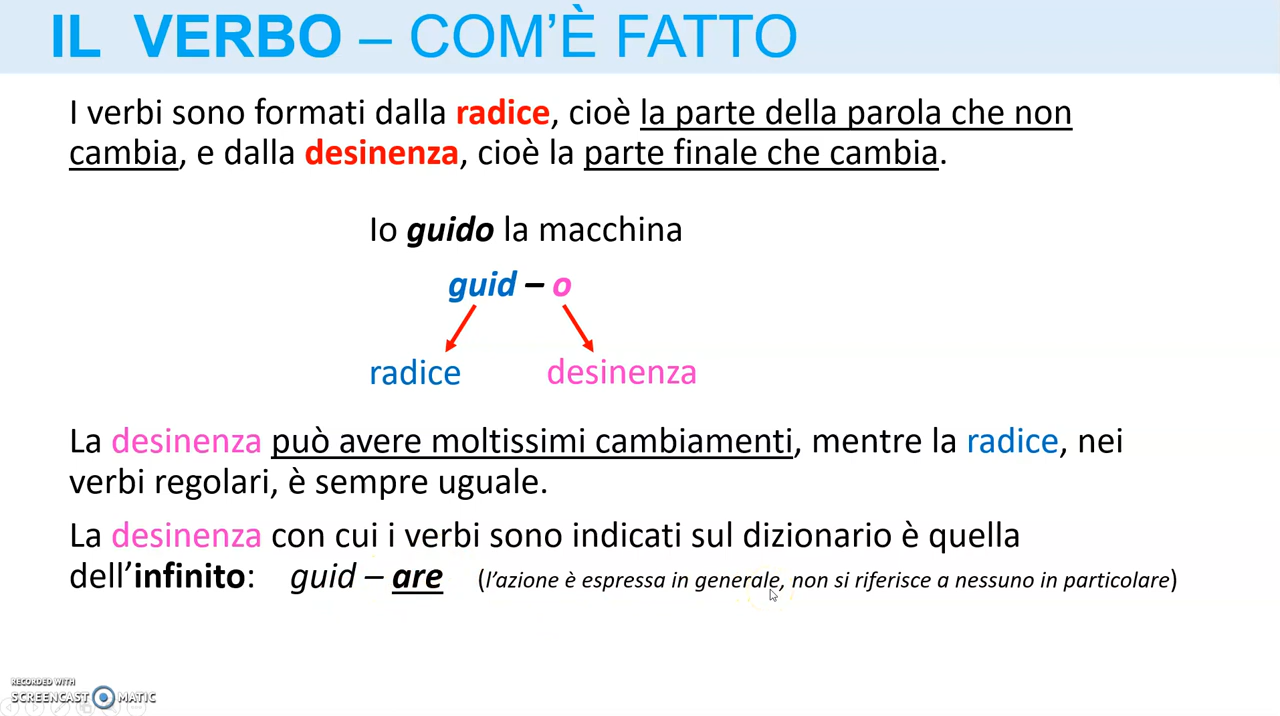 IL VERBO – COM’È FATTO
I verbi sono formati dalla radice, cioè la parte della parola che non
cambia, e dalla desinenza, cioè la parte finale che cambia.
Io guido la macchina
guid – o
radice desinenza
La desinenza può avere moltissimi cambiamenti, mentre la radice, nei
verbi regolari, è sempre uguale.
La desinenza con cui i verbi sono indicati sul dizionario è quella
dell’infinito: guid – are (l’azione è espressa in generale, non si riferisce a nessuno in particolare)
RECORDED WITH
SCREENCAST MATIC